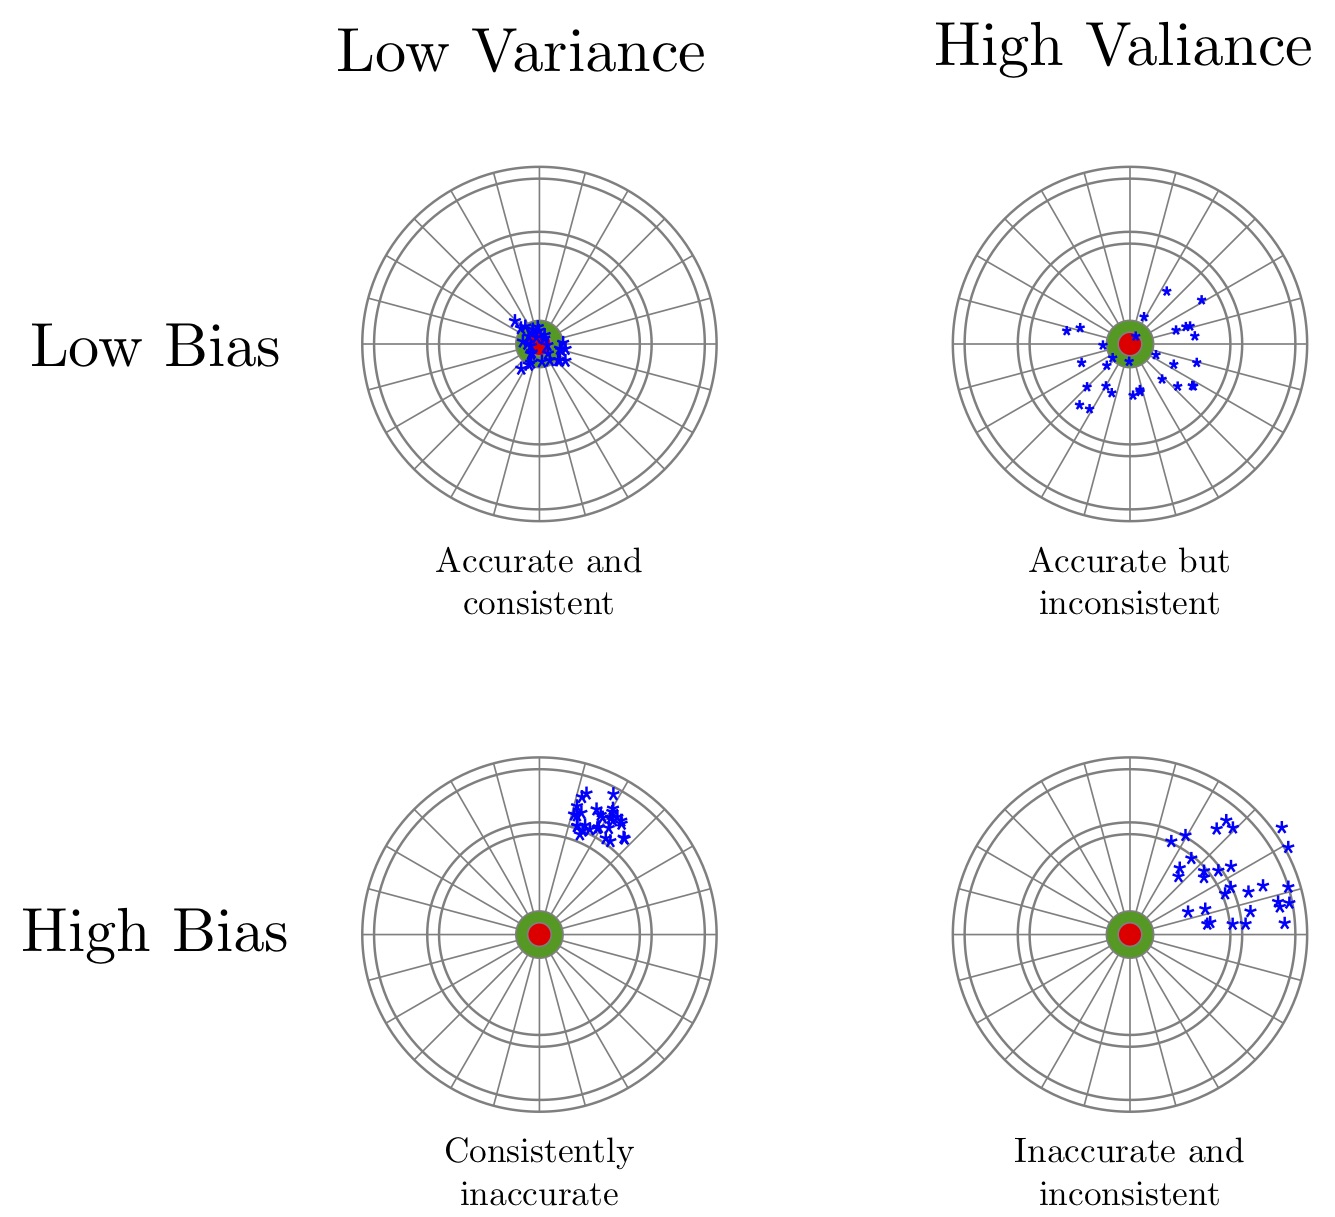 Low Variance
High Valiance
Low Bias
Accurate and
consistent
Accurate but
inconsistent
High Bias
Consistently
inaccurate
Inaccurate and
inconsistent